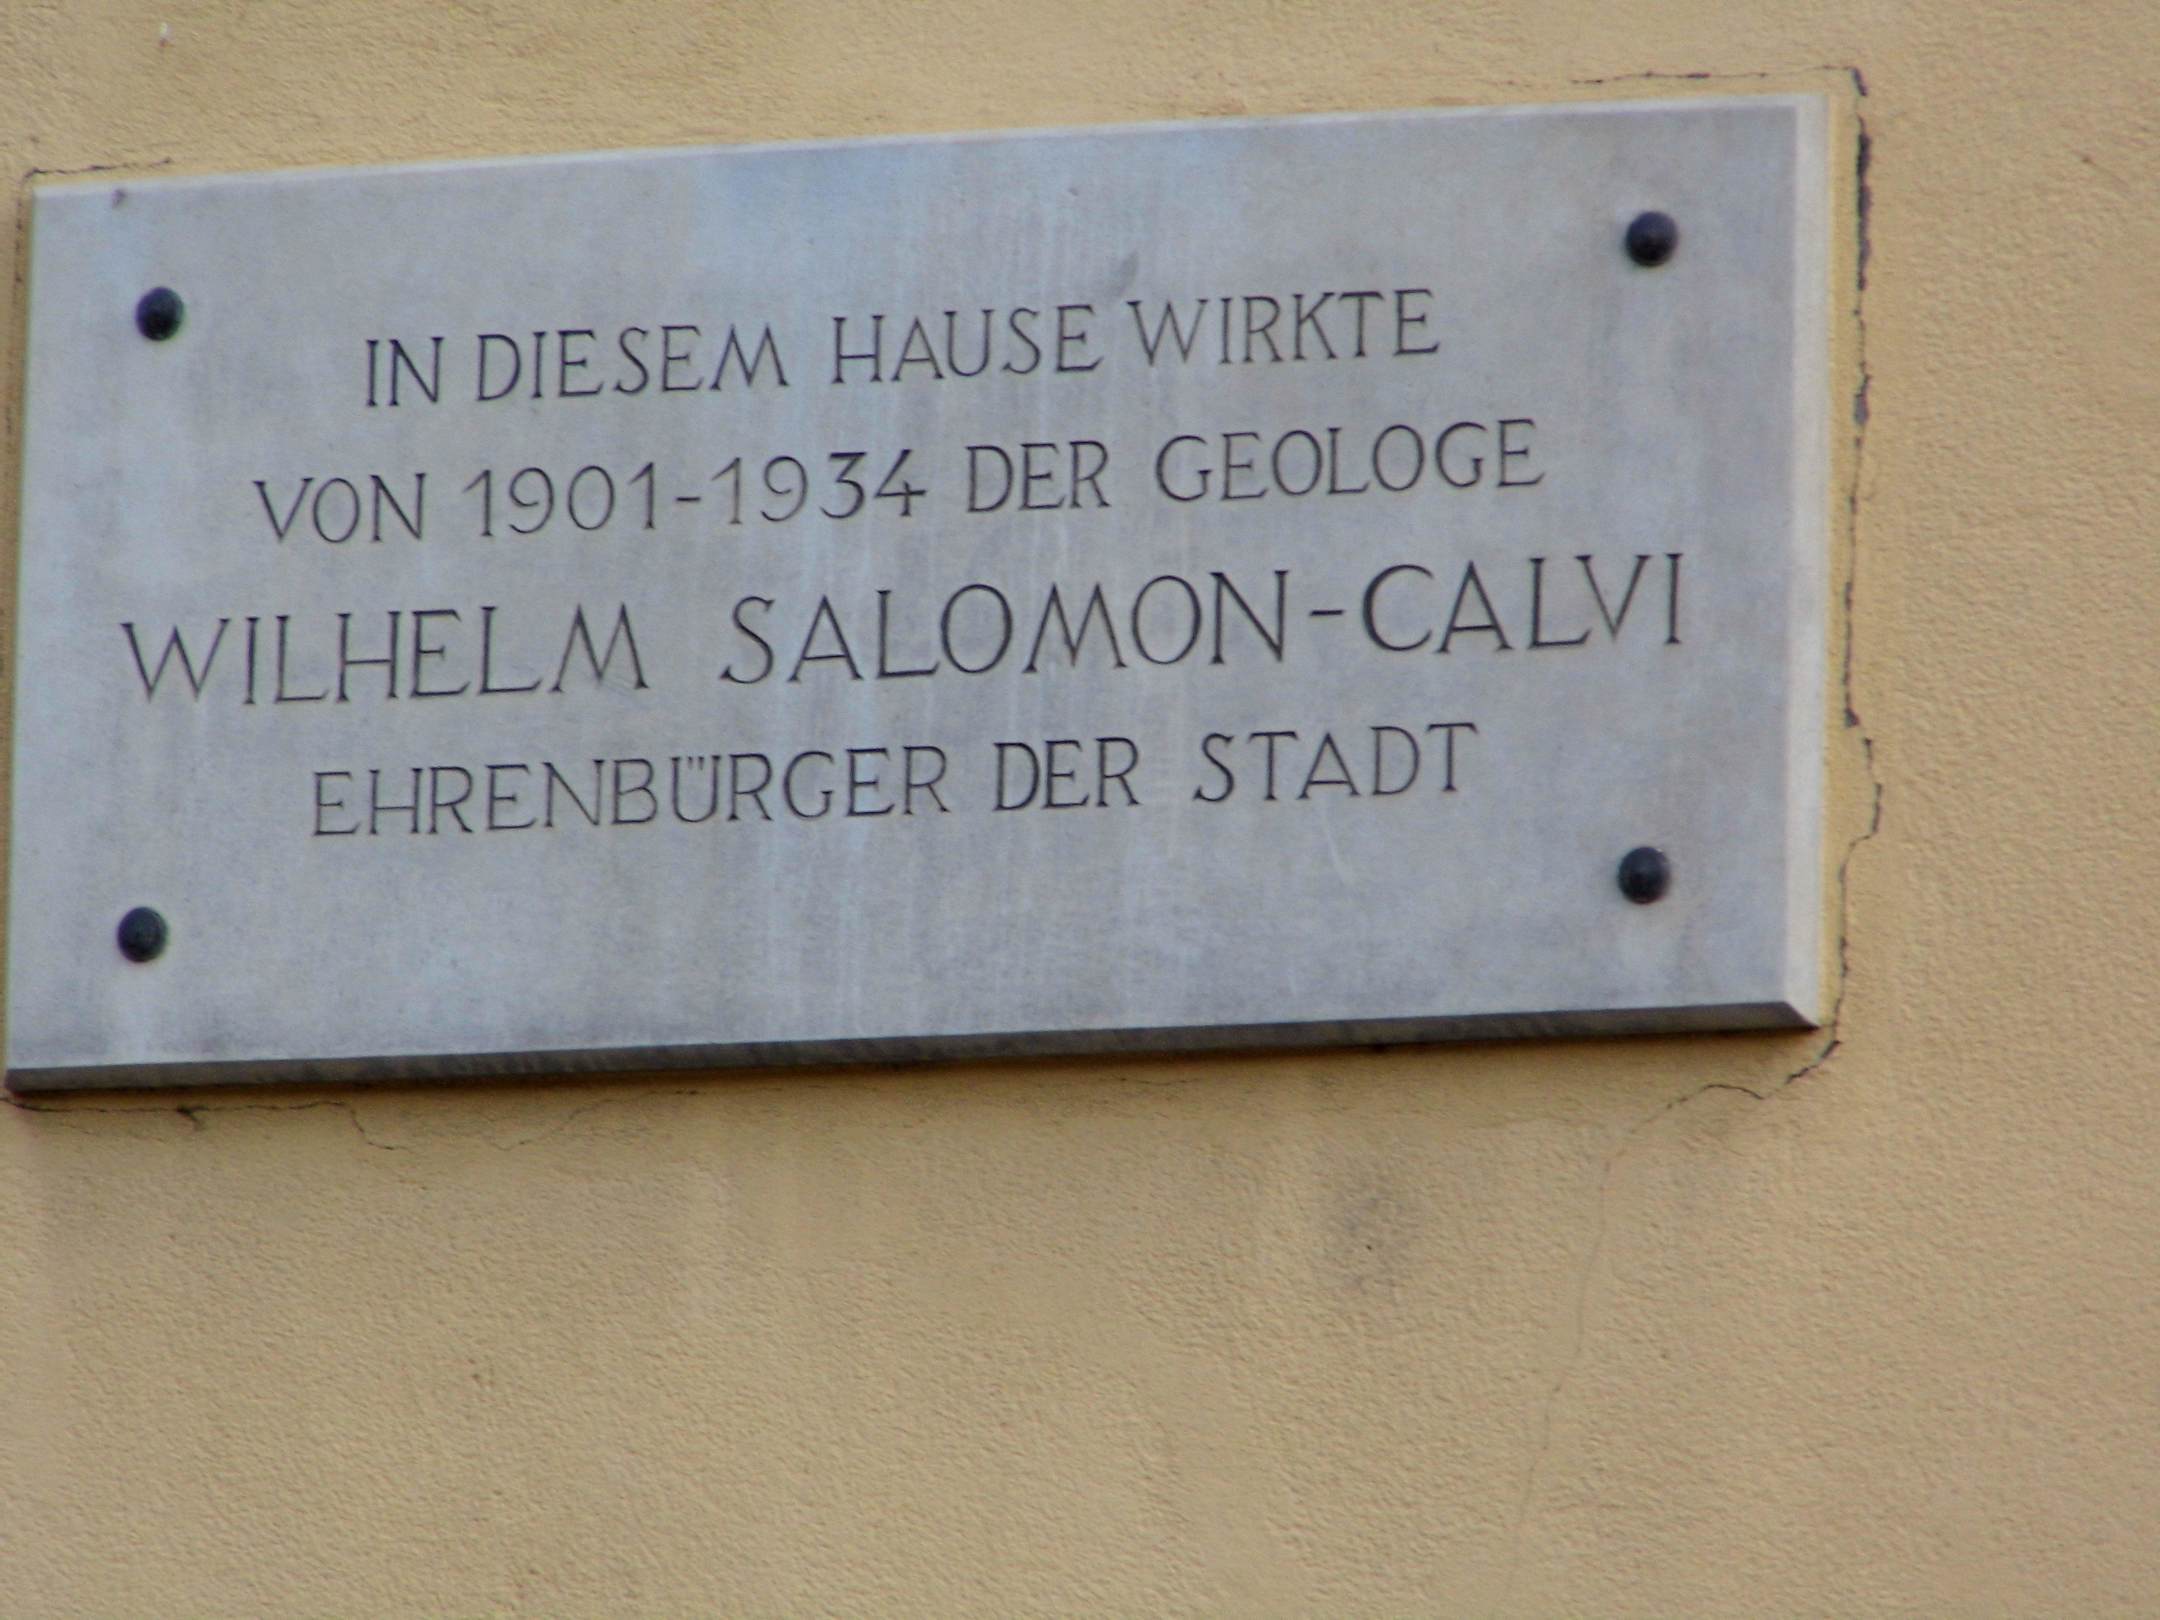 IN DIESEM HAUSE WIRKTE
VON 1901-1934 DER GEOLOGE
WILHELM SALOMON-CALVI
EHRENBÜRGER DER STADT